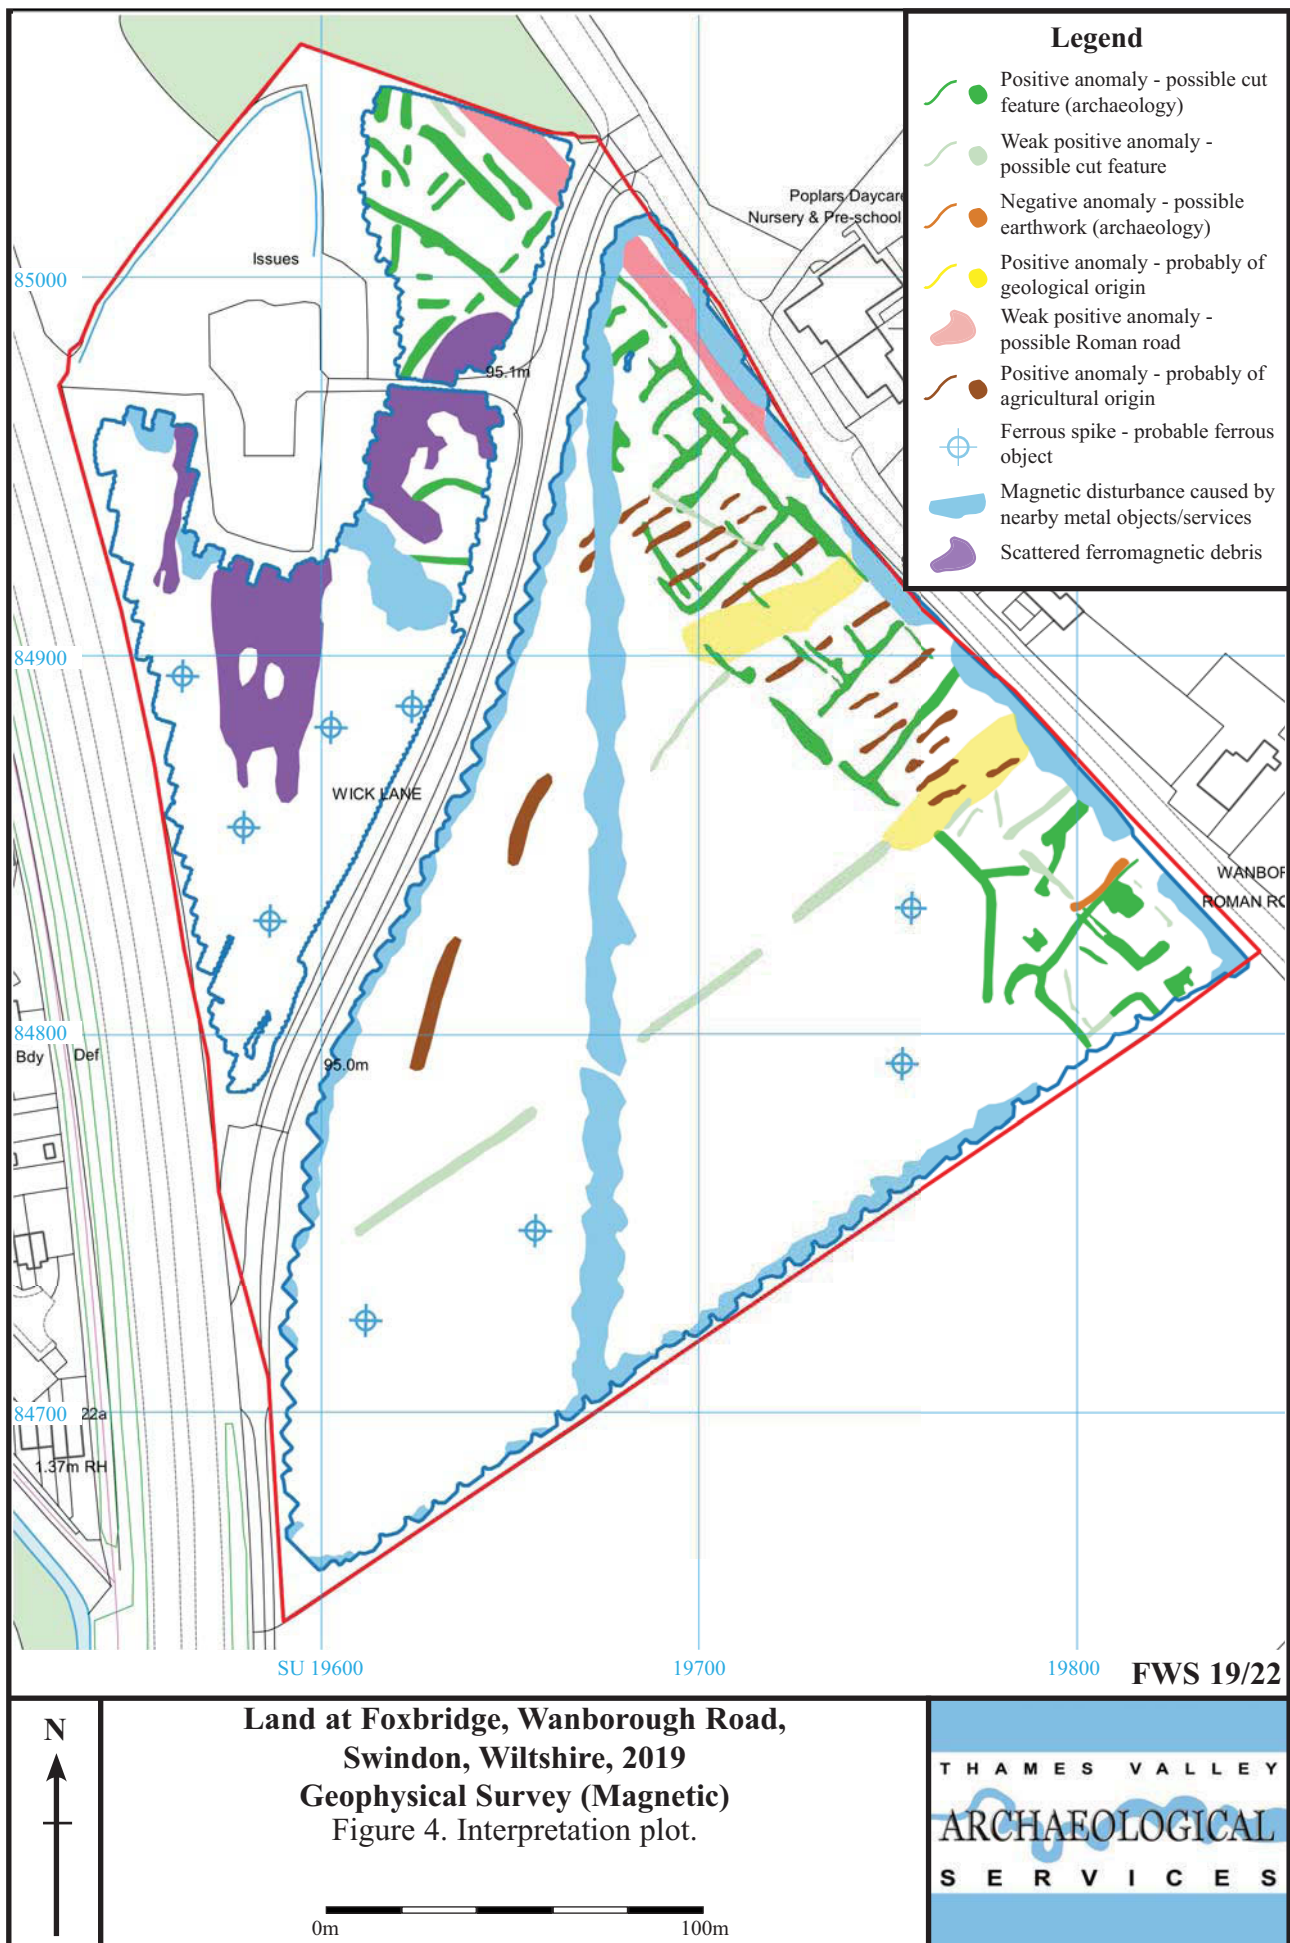 Legend
Positive anomaly - possible cut
feature (archaeology)
Weak positive anomaly -
possible cut feature
Negative anomaly - possible
earthwork (archaeology)
Positive anomaly - probably of
geological origin
Weak positive anomaly -
possible Roman road
Positive anomaly - probably of
agricultural origin
Ferrous spike - probable ferrous
object
Magnetic disturbance caused by
nearby metal objects/services
Scattered ferromagnetic debris
Poplars Daycare
Nursery & Pre-school
Issues
85000
95.1m
84900
WICK LANE
WANBOR
ROMAN RO
84800
Bdy
Def
95.0m
84700
22a
1.37m RH
SU 19600
19700
19800
FWS 19/22
N
Land at Foxbridge, Wanborough Road,
Swindon, Wiltshire, 2019
Geophysical Survey (Magnetic)
Figure 4. Interpretation plot.
0m
100m
THAMES VALLEY
ARCHAEOLOGICAL
SERVICES